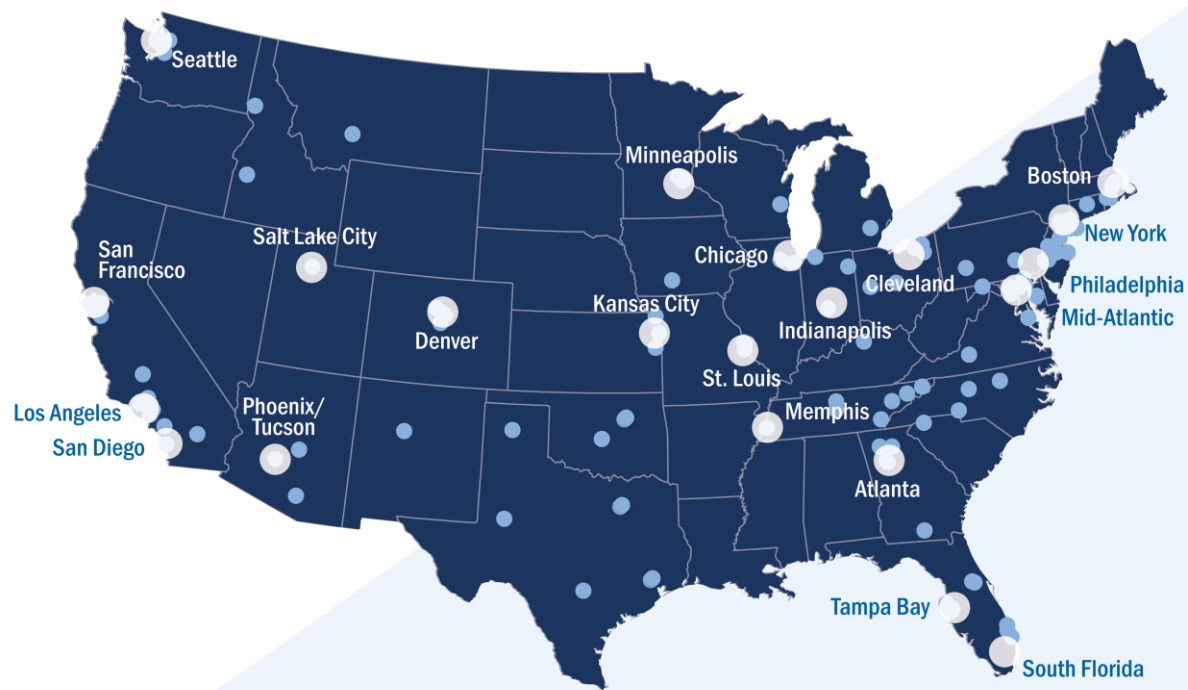 Seattle
Minneapolis
Boston
New York
Salt Lake City
San
Francisco
Chicago
Cleveland
Philadelphia
Kansas City
Mid-Atlantic
Denver
Indianapolis
St. Louis
Los Angeles
Phoenix/
Tucson
Memphis
San Diego
Atlanta
Tampa Bay
South Florida